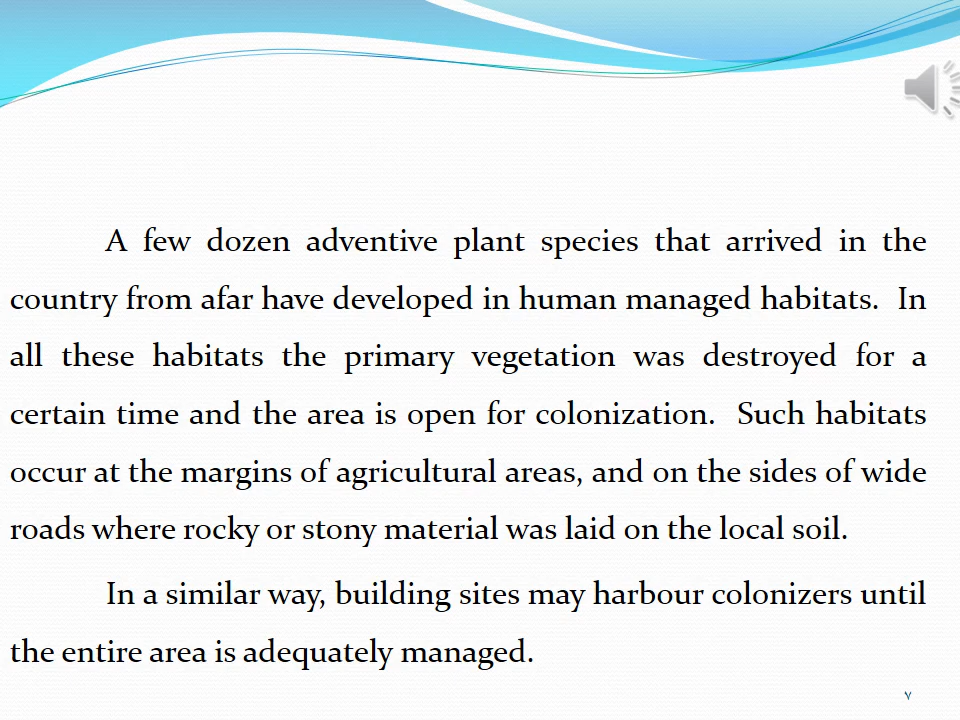 A few dozen adventive plant species that arrived in the
country from afar have developed in human managed habitats. In
all these habitats the primary vegetation was destroyed for a
certain time and the area is open for colonization. Such habitats
occur at the margins of agricultural areas, and on the sides of wide
roads where rocky or stony material was laid on the local soil.
In a similar way, building sites may harbour colonizers until
the entire area is adequately managed.
٧